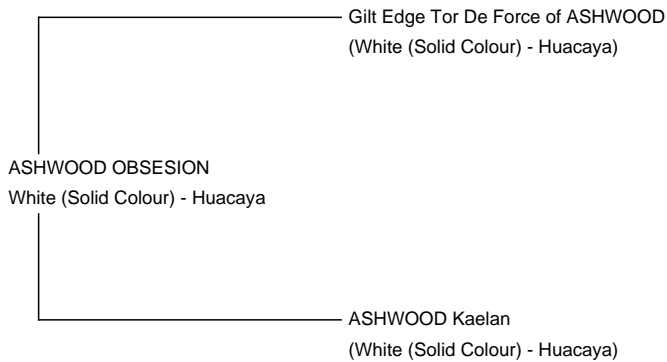 Gilt Edge Tor De Force of ASHWOOD
(White (Solid Colour) - Huacaya)
ASHWOOD OBSESION
White (Solid Colour) - Huacaya
ASHWOOD Kaelan
(White (Solid Colour) - Huacaya)